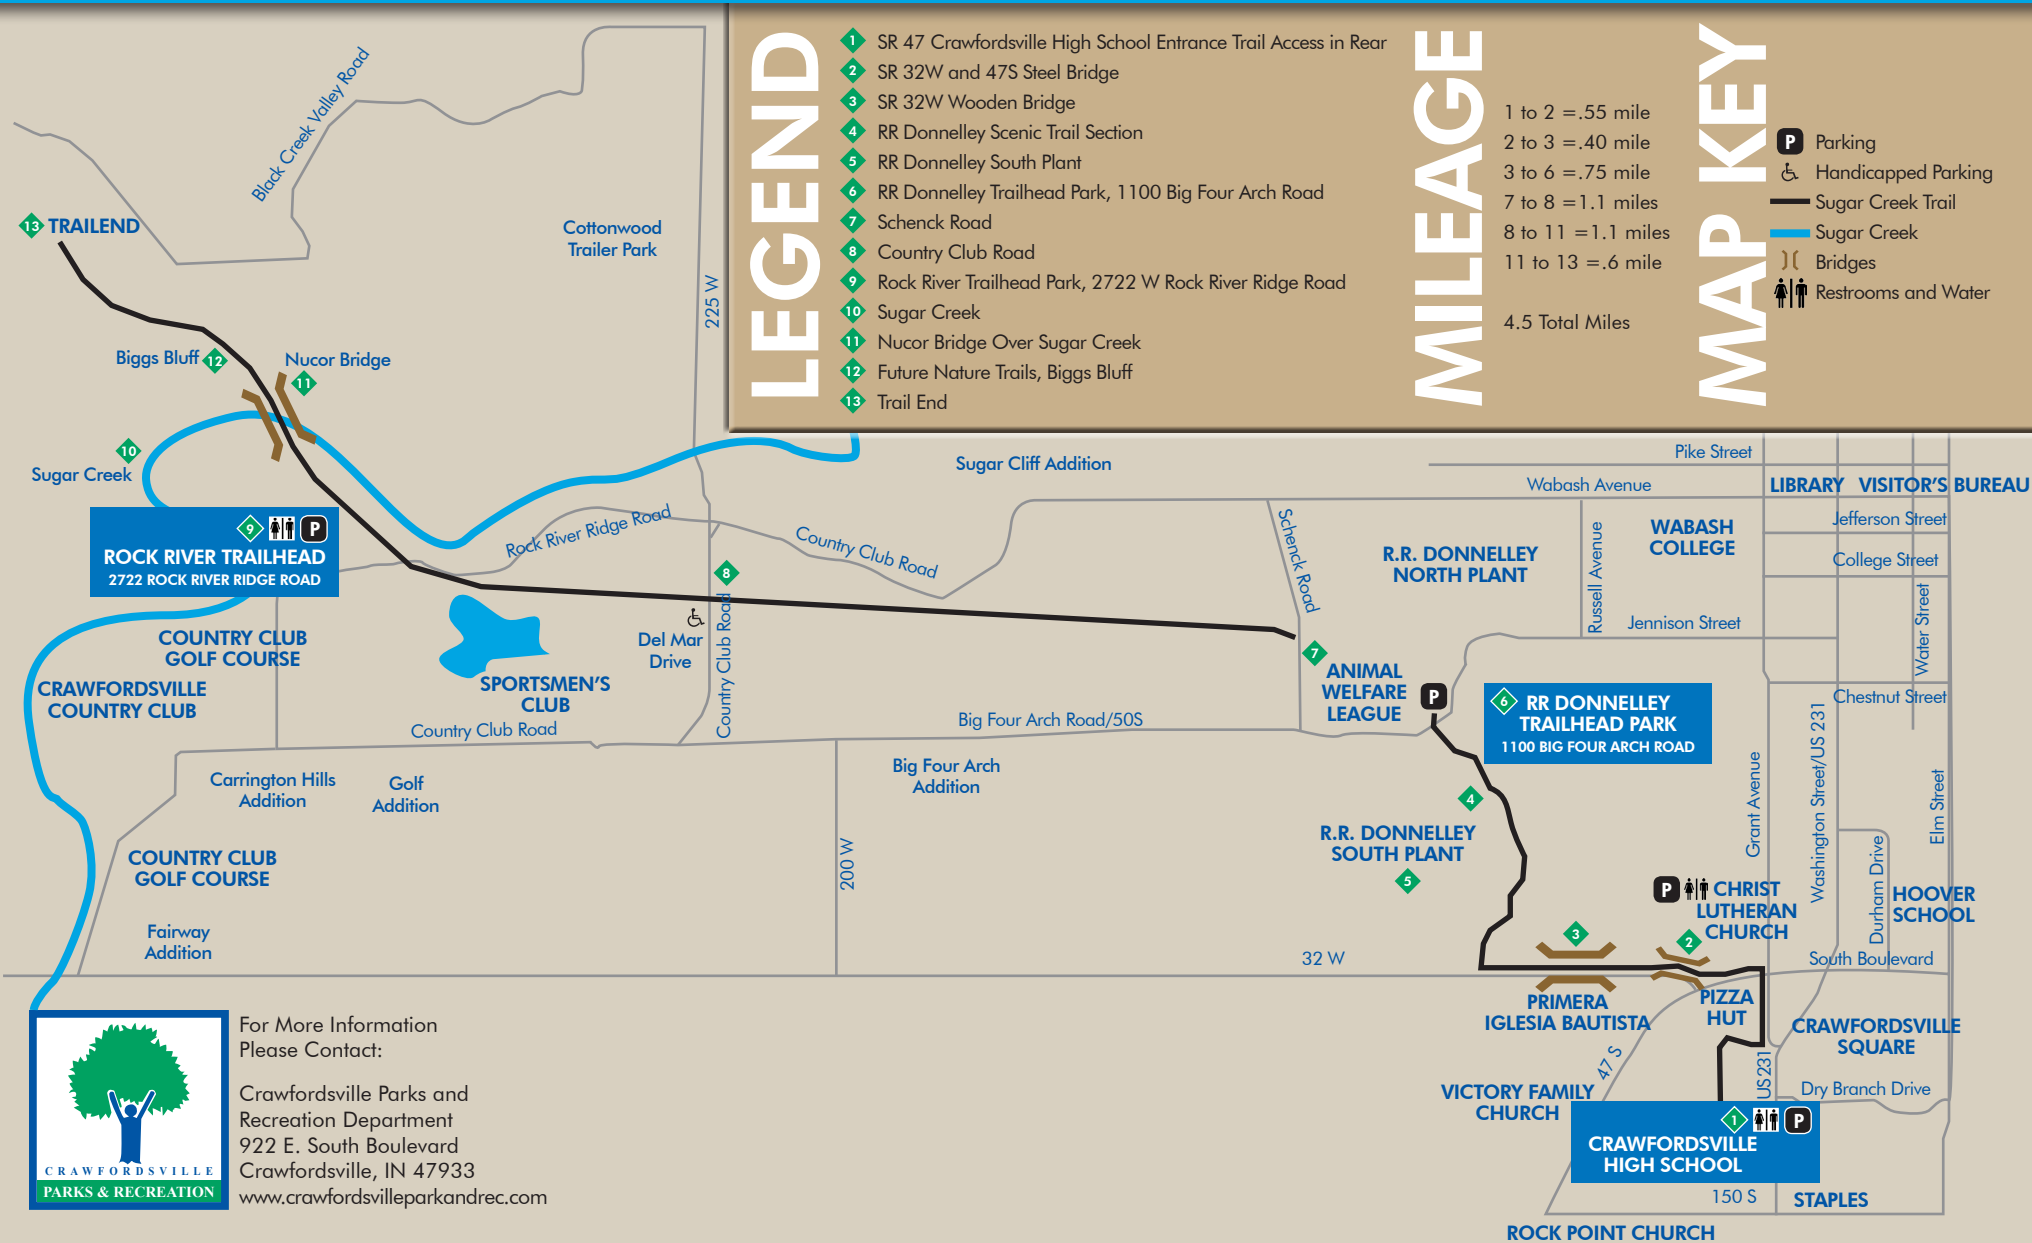 LEGEND
1 SR 47 Crawfordsville High School Entrance Trail Access in Rear
2 SR 32W and 47S Steel Bridge
3 SR 32W Wooden Bridge
4 RR Donnelley Scenic Trail Section
5 RR Donnelley South Plant
6 RR Donnelley Trailhead Park, 1100 Big Four Arch Road
7 Schenck Road
8 Country Club Road
9 Rock River Trailhead Park, 2722 W Rock River Ridge Road
10 Sugar Creek
11 Nucor Bridge Over Sugar Creek
12 Future Nature Trails, Biggs Bluff
13 Trail End
MILEAGE
1 to 2 =.55 mile
2 to 3 =.40 mile
3 to 6 =.75 mile
7 to 8 =1.1 miles
8 to 11 =1.1 miles
11 to 13 =.6 mile
4.5 Total Miles
MAP KEY
P Parking
Handicapped Parking
Sugar Creek Trail
Sugar Creek
Bridges
Restrooms and Water
Black Creek Valley Road
13 TRAILEND
Cottonwood
Trailer Park
225 W
Biggs Bluff 12
Nucor Bridge
11
10
Sugar Creek
9 P
ROCK RIVER TRAILHEAD
2722 ROCK RIVER RIDGE ROAD
Rock River Ridge Road
Country Club Road
Sugar Cliff Addition
8
Country Club Road
Del Mar
Drive
COUNTRY CLUB
GOLF COURSE
CRAWFORDSVILLE
COUNTRY CLUB
SPORTSMEN'S
CLUB
Country Club Road
Big Four Arch Road/50S
Carrington Hills
Addition
Golf
Addition
Big Four Arch
Addition
200 W
COUNTRY CLUB
GOLF COURSE
Fairway
Addition
Pike Street
Wabash Avenue
LIBRARY
VISITOR'S BUREAU
Schenck Road
R.R. DONNELLEY
NORTH PLANT
Russell Avenue
WABASH
COLLEGE
Jefferson Street
College Street
Water Street
Jennison Street
7
ANIMAL
WELFARE
LEAGUE
P
6 RR DONNELLEY
TRAILHEAD PARK
1100 BIG FOUR ARCH ROAD
Chestnut Street
Grant Avenue
Washington Street/US 231
Elm Street
Durham Drive
4
R.R. DONNELLEY
SOUTH PLANT
5
P CHRIST
LUTHERAN
CHURCH
HOOVER
SCHOOL
3
2
32 W
South Boulevard
PRIMERA
IGLESIA BAUTISTA
PIZZA
HUT
CRAWFORDSVILLE
SQUARE
47 S
US231
Dry Branch Drive
VICTORY FAMILY
CHURCH
1 P
CRAWFORDSVILLE
HIGH SCHOOL
150 S
STAPLES
ROCK POINT CHURCH
CRAWFORDSVILLE
PARKS & RECREATION
For More Information
Please Contact:
Crawfordsville Parks and
Recreation Department
922 E. South Boulevard
Crawfordsville, IN 47933
www.crawfordsvilleparkandrec.com